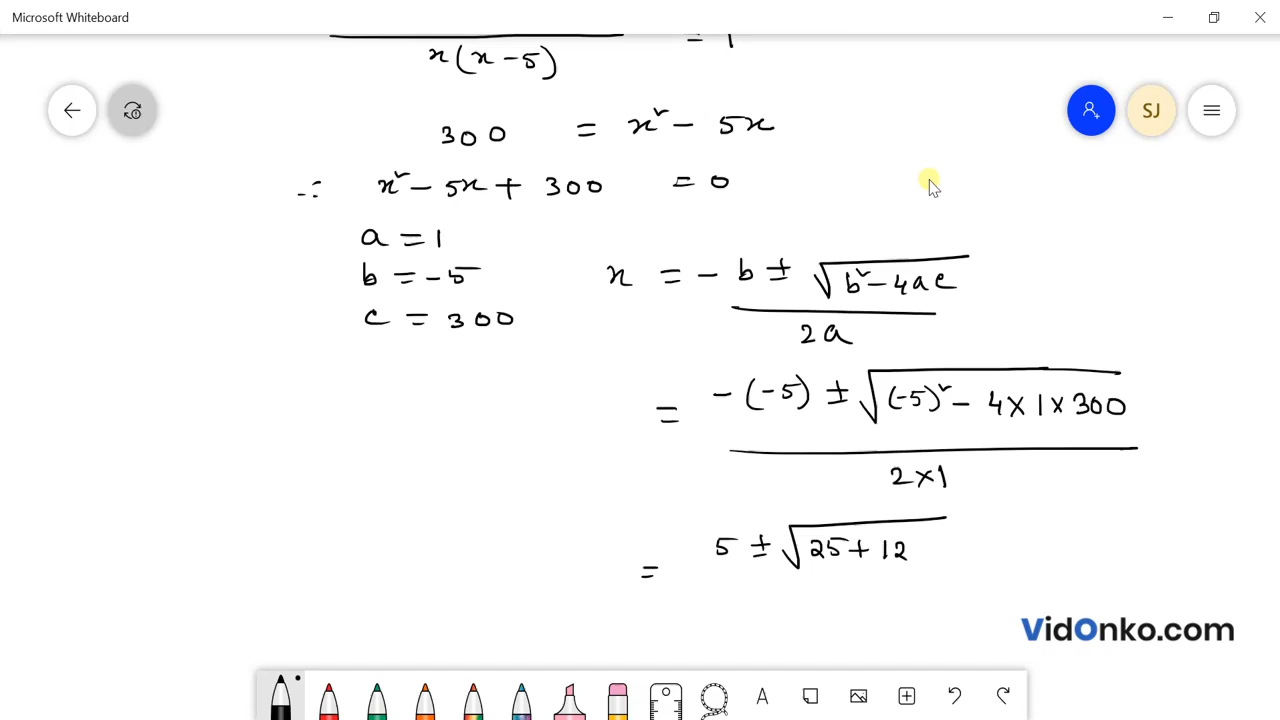 Microsoft Whiteboard
x(x-5) = 1
SJ
300 = x² - 5x
∴ x² - 5x + 300 = 0
a = 1
b = -5
c = 300
x = -b ± √(b² - 4ac)
2a
= -(-5) ± √((-5)² - 4×1×300)
2×1
= 5 ± √(25 + 12
VidOnko.com
A